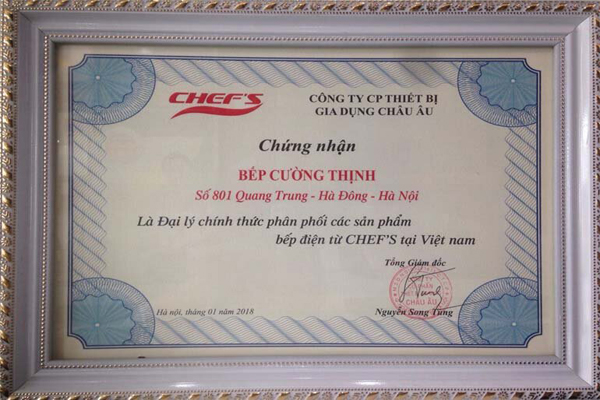 CHEF'S
CÔNG TY CP THIẾT BỊ
GIA DỤNG CHÂU ÂU
Chứng nhận
BẾP CƯỜNG THỊNH
Số 801 Quang Trung - Hà Đông - Hà Nội
Là Đại lý chính thức phân phối các sản phẩm
bếp điện từ CHEF'S tại Việt nam
Tổng Giám đốc
CHÂU ÂU
Hà nội, tháng 01 năm 2018
Nguyễn Song Tùng